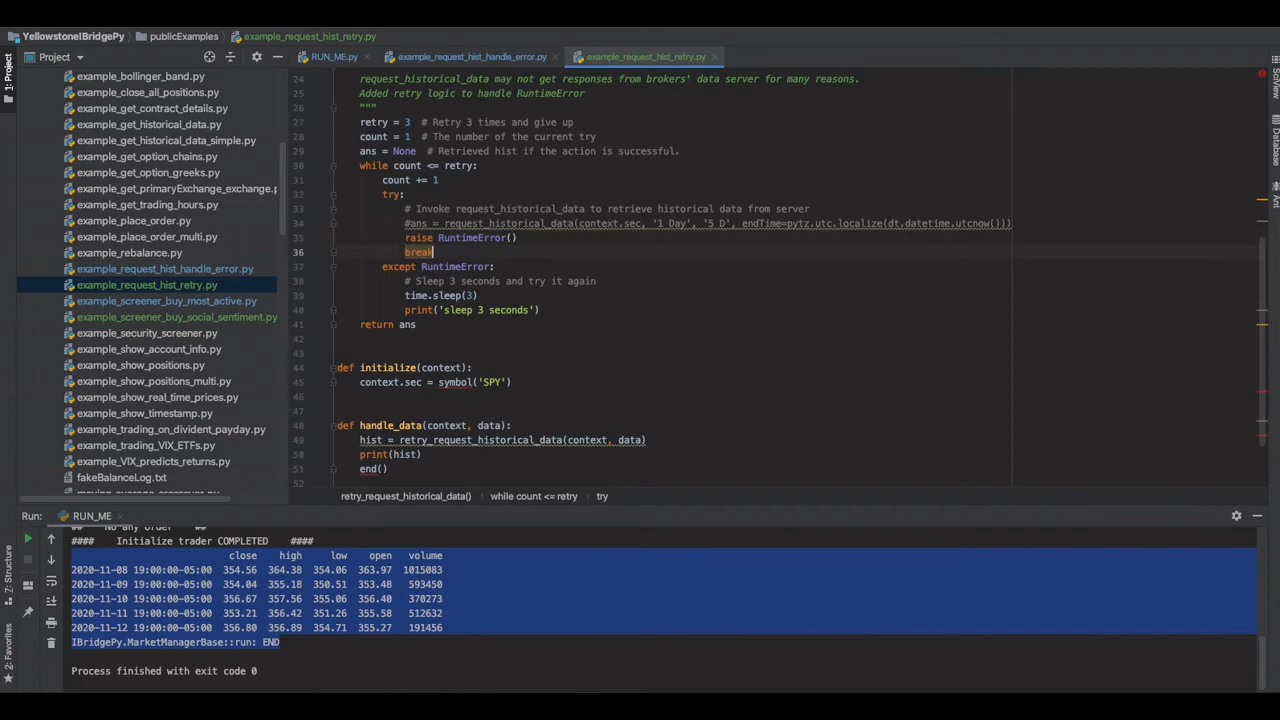 YellowstoneIBridgePy publicExamples example_request_hist_retry.py
Project RUN_ME.py example_request_hist_handle_error.py example_request_hist_retry.py
1: Project
example_bollinger_band.py
example_close_all_positions.py
example_get_contract_details.py
example_get_historical_data.py
example_get_historical_data_simple.py
example_get_option_chains.py
example_get_option_greeks.py
example_get_primaryExchange_exchange.p
example_get_trading_hours.py
example_place_order.py
example_place_order_multi.py
example_rebalance.py
example_request_hist_handle_error.py
example_request_hist_retry.py
example_screener_buy_most_active.py
example_screener_buy_social_sentiment.py
example_security_screener.py
example_show_account_info.py
example_show_positions.py
example_show_positions_multi.py
example_show_real_time_prices.py
example_show_timestamp.py
example_trading_on_divident_payday.py
example_trading_VIX_ETFs.py
example_VIX_predicts_returns.py
fakeBalanceLog.txt
moving_average_crossover.py
24 request_historical_data may not get responses from brokers' data server for many reasons.
25 Added retry logic to handle RuntimeError
26 """
27 retry = 3 # Retry 3 times and give up
28 count = 1 # The number of the current try
29 ans = None # Retrieved hist if the action is successful.
30 while count <= retry:
31 count += 1
32 try:
33 # Invoke request_historical_data to retrieve historical data from server
34 #ans = request_historical_data(context.sec, '1 Day', '5 D', endTime=pytz.utc.localize(dt.datetime.utcnow()))
35 raise RuntimeError()
36 break
37 except RuntimeError:
38 # Sleep 3 seconds and try it again
39 time.sleep(3)
40 print('sleep 3 seconds')
41 return ans
42
43
44 def initialize(context):
45 context.sec = symbol('SPY')
46
47
48 def handle_data(context, data):
49 hist = retry_request_historical_data(context, data)
50 print(hist)
51 end()
52
retry_request_historical_data() while count <= retry try
SciView
Database
Ant
Run: RUN_ME
## No any order ##
#### Initialize trader COMPLETED ####
close high low open volume
2020-11-08 19:00:00-05:00 354.56 364.38 354.06 363.97 1015083
2020-11-09 19:00:00-05:00 354.04 355.18 350.51 353.48 593450
2020-11-10 19:00:00-05:00 356.67 357.56 355.06 356.40 370273
2020-11-11 19:00:00-05:00 353.21 356.42 351.26 355.58 512632
2020-11-12 19:00:00-05:00 356.80 356.89 354.71 355.27 191456
IBridgePy.MarketManagerBase::run: END
Process finished with exit code 0
Z: Structure
2: Favorites